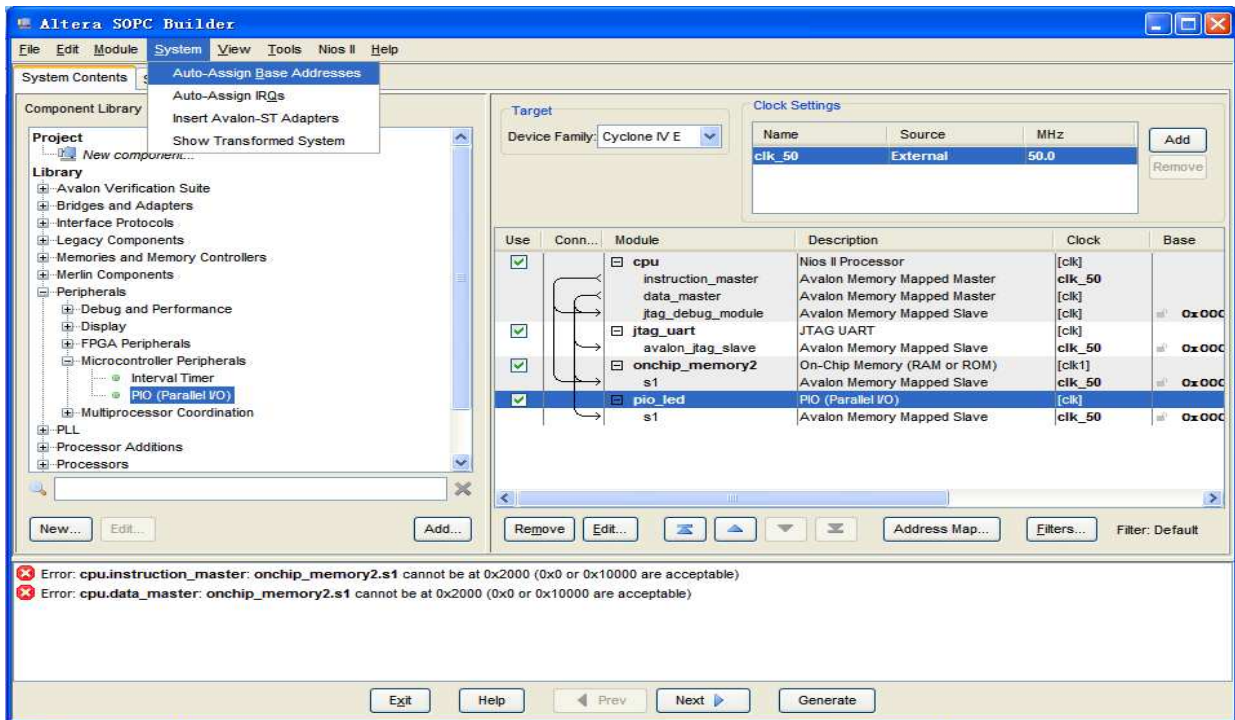 Altera SOPC Builder
File Edit Module System View Tools Nios II Help
System Contents
Auto-Assign Base Addresses
Auto-Assign IRQs
Insert Avalon-ST Adapters
Show Transformed System
Component Library
Project
New component...
Library
Avalon Verification Suite
Bridges and Adapters
Interface Protocols
Legacy Components
Memories and Memory Controllers
Merlin Components
Peripherals
Debug and Performance
Display
FPGA Peripherals
Microcontroller Peripherals
Interval Timer
PIO (Parallel I/O)
Multiprocessor Coordination
PLL
Processor Additions
Processors
New... Edit... Add...
Target
Device Family: Cyclone IV E
Clock Settings
Name Source MHz
clk_50 External 50.0
Add
Remove
Use Conn... Module Description Clock Base
cpu Nios II Processor [clk]
instruction_master Avalon Memory Mapped Master clk_50
data_master Avalon Memory Mapped Master [clk]
jtag_debug_module Avalon Memory Mapped Slave [clk] 0x000
jtag_uart JTAG UART [clk]
avalon_jtag_slave Avalon Memory Mapped Slave clk_50 0x000
onchip_memory2 On-Chip Memory (RAM or ROM) [clk1]
s1 Avalon Memory Mapped Slave clk_50 0x000
pio_led PIO (Parallel I/O) [clk]
s1 Avalon Memory Mapped Slave clk_50 0x000
Remove Edit... Address Map... Filters... Filter: Default
Error: cpu.instruction_master: onchip_memory2.s1 cannot be at 0x2000 (0x0 or 0x10000 are acceptable)
Error: cpu.data_master: onchip_memory2.s1 cannot be at 0x2000 (0x0 or 0x10000 are acceptable)
Exit Help Prev Next Generate